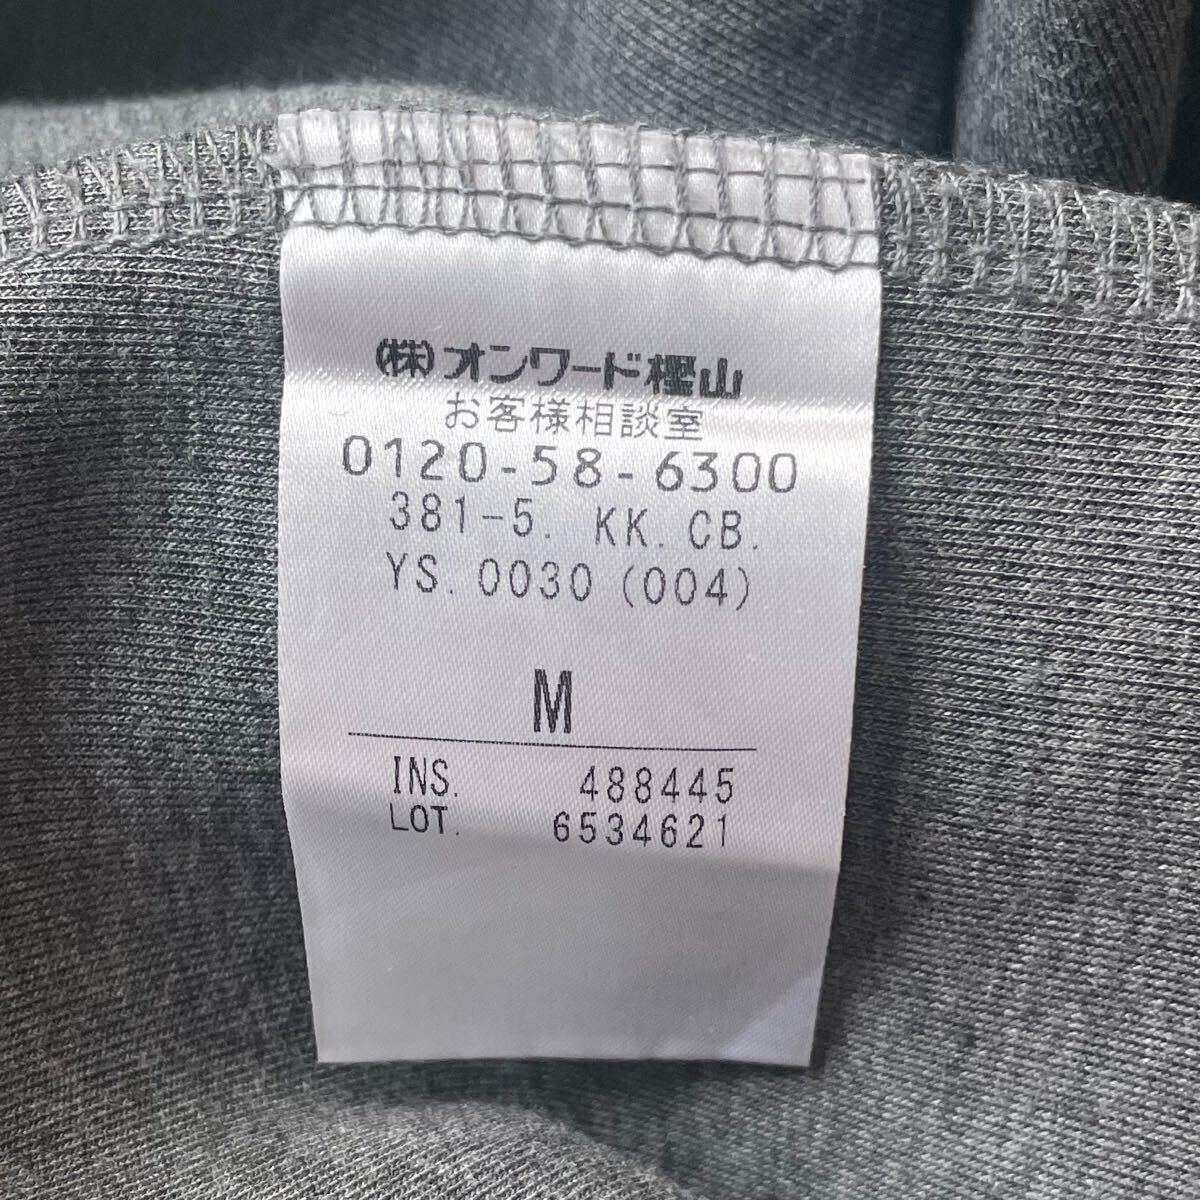 (株)オンワード樫山
お客様相談室
0120-58-6300
381-5. KK. CB.
YS. 0030 (004)
M
INS. 488445
LOT. 6534621